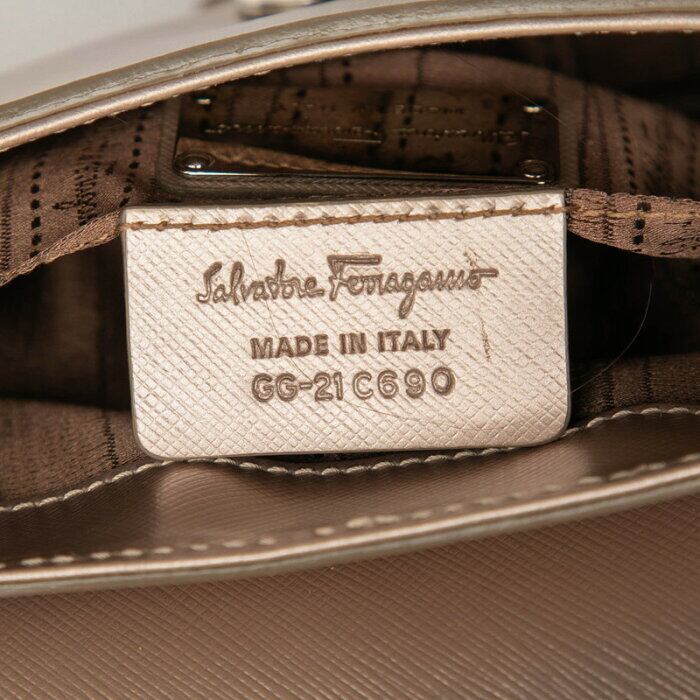 Salvatore Ferragamo
MADE IN ITALY
GG-21 C690